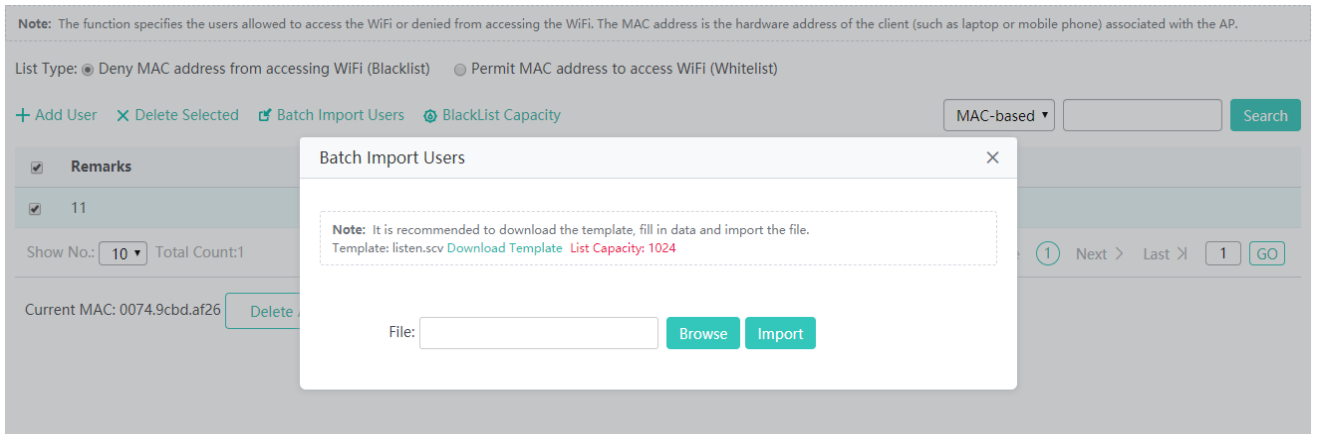 Note: The function specifies the users allowed to access the WiFi or denied from accessing the WiFi. The MAC address is the hardware address of the client (such as laptop or mobile phone) associated with the AP.
List Type: Deny MAC address from accessing WiFi (Blacklist) Permit MAC address to access WiFi (Whitelist)
Add User Delete Selected Batch Import Users BlackList Capacity MAC-based Search
Batch Import Users
Remarks
11
Note: It is recommended to download the template, fill in data and import the file.
Template: listen.scv Download Template List Capacity: 1024
Show No.: 10 Total Count:1 1 Next Last 1 GO
Current MAC: 0074.9cbd.af26 Delete
File: Browse Import